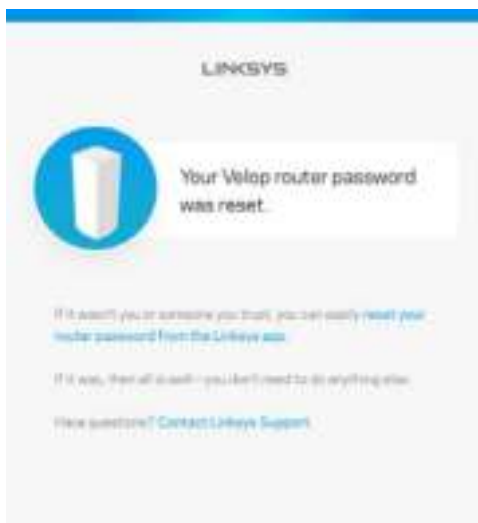 LINKSYS
Your Velop router password
was reset.
If it wasn't you or someone you trust, you can easily reset your
router password from the Linksys app.
If it was, then all is well – you don't need to do anything else.
Have questions? Contact Linksys Support